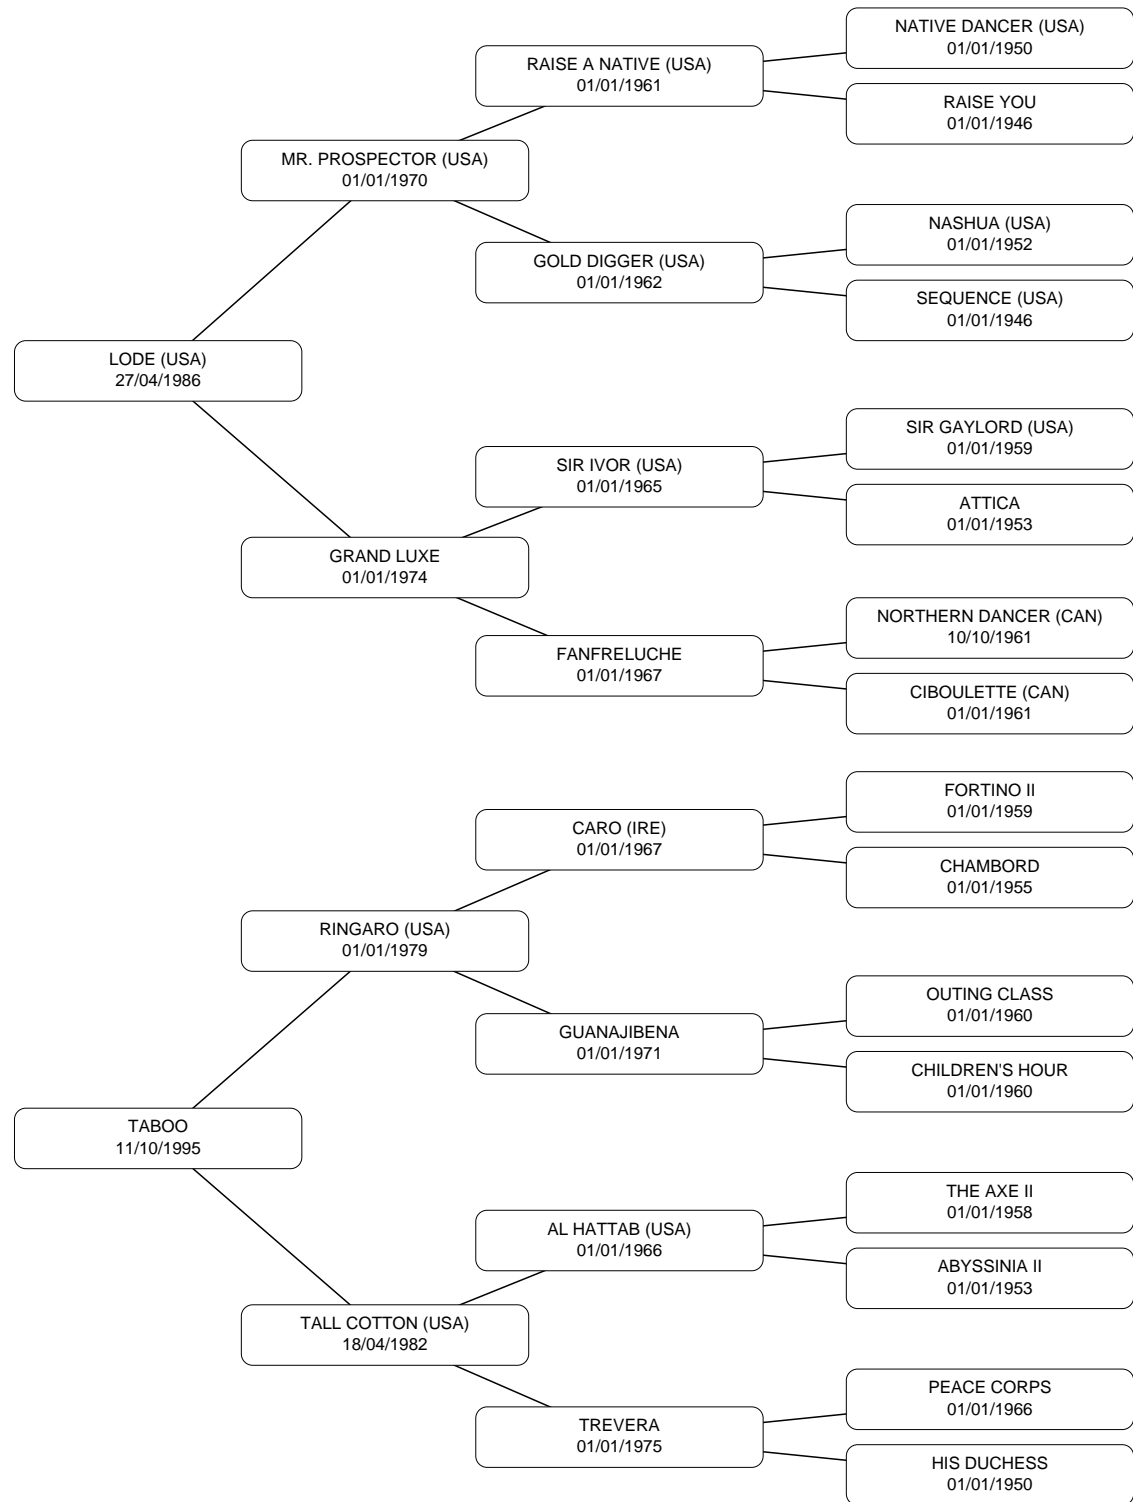 NATIVE DANCER (USA)
01/01/1950
RAISE A NATIVE (USA)
01/01/1961
RAISE YOU
01/01/1946
MR. PROSPECTOR (USA)
01/01/1970
NASHUA (USA)
01/01/1952
GOLD DIGGER (USA)
01/01/1962
SEQUENCE (USA)
01/01/1946
LODE (USA)
27/04/1986
SIR GAYLORD (USA)
01/01/1959
SIR IVOR (USA)
01/01/1965
ATTICA
01/01/1953
GRAND LUXE
01/01/1974
NORTHERN DANCER (CAN)
10/10/1961
FANFRELUCHE
01/01/1967
CIBOULETTE (CAN)
01/01/1961
FORTINO II
01/01/1959
CARO (IRE)
01/01/1967
CHAMBORD
01/01/1955
RINGARO (USA)
01/01/1979
OUTING CLASS
01/01/1960
GUANAJIBENA
01/01/1971
CHILDREN'S HOUR
01/01/1960
TABOO
11/10/1995
THE AXE II
01/01/1958
AL HATTAB (USA)
01/01/1966
ABYSSINIA II
01/01/1953
TALL COTTON (USA)
18/04/1982
PEACE CORPS
01/01/1966
TREVERA
01/01/1975
HIS DUCHESS
01/01/1950